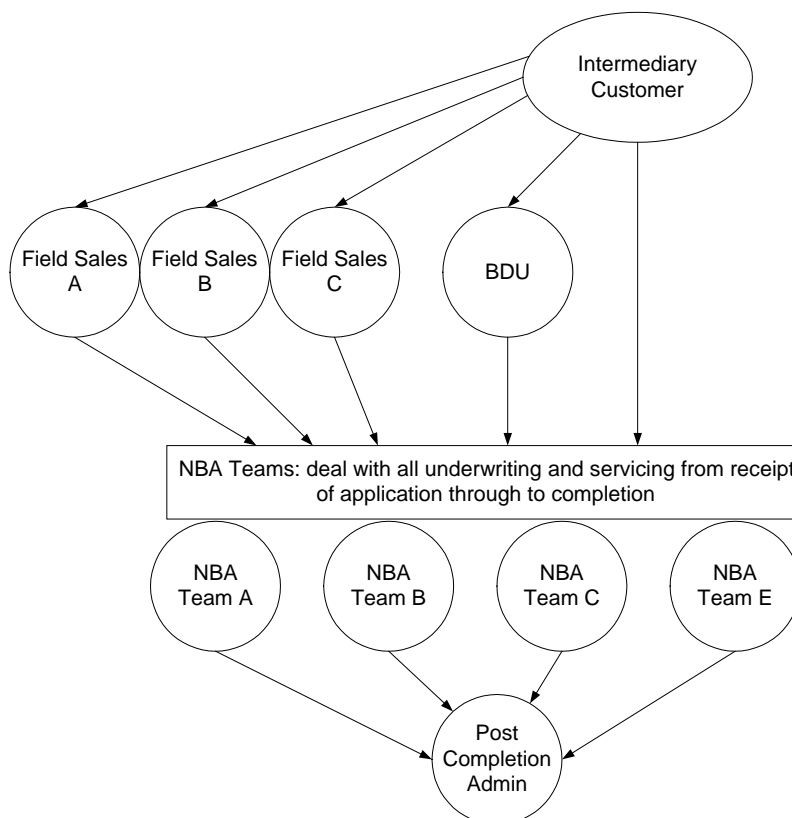 Intermediary
Customer
Field Sales
A
Field Sales
B
Field Sales
C
BDU
NBA Teams: deal with all underwriting and servicing from receipt
of application through to completion
NBA
Team A
NBA
Team B
NBA
Team C
NBA
Team E
Post
Completion
Admin